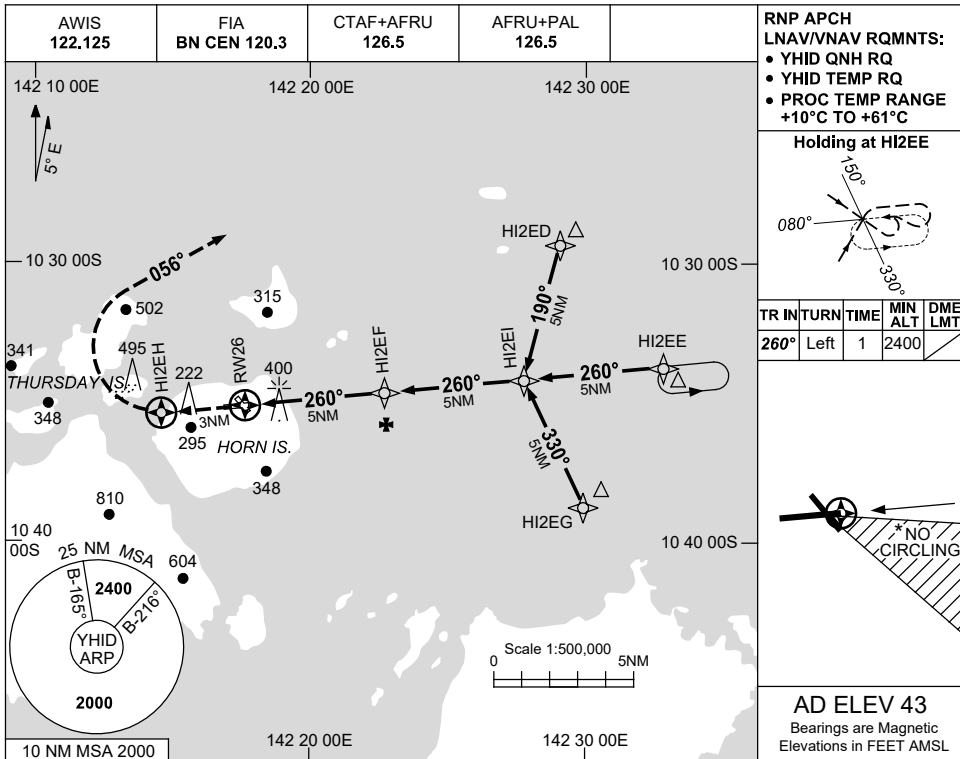 AWIS
122.125
FIA
BN CEN 120.3
CTAF+AFRU
126.5
AFRU+PAL
126.5
RNP APCH
LNAV/VNAV RQMNTS:
• YHID QNH RQ
• YHID TEMP RQ
• PROC TEMP RANGE
+10°C TO +61°C
142 10 00E
142 20 00E
142 30 00E
5° E
Holding at HI2EE
150°
080°
330°
TR IN TURN TIME MIN ALT DME LMT
260° Left 1 2400
10 30 00S
10 30 00S
056°
HI2ED
190°
5NM
502
315
495
HI2EH
222
RW26
400
HI2EF
HI2EI
HI2EE
341
THURSDAY IS.
348
260°
5NM
260°
5NM
260°
5NM
3NM
295
HORN IS.
348
330°
5NM
HI2EG
810
10 40
00S
10 40 00S
604
25 NM MSA
B-165°
2400
B-216°
YHID
ARP
2000
10 NM MSA 2000
Scale 1:500,000
0 5NM
142 20 00E
142 30 00E
*NO
CIRCLING
AD ELEV 43
Bearings are Magnetic
Elevations in FEET AMSL